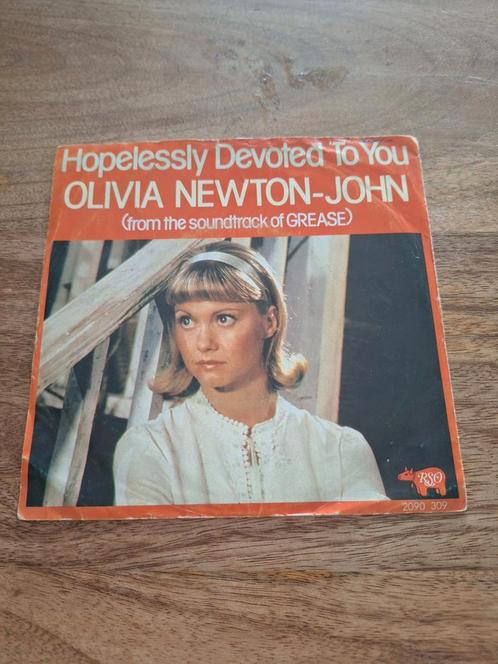 Hopelessly Devoted To You
OLIVIA NEWTON-JOHN
(from the soundtrack of GREASE)
RSO
2090 309